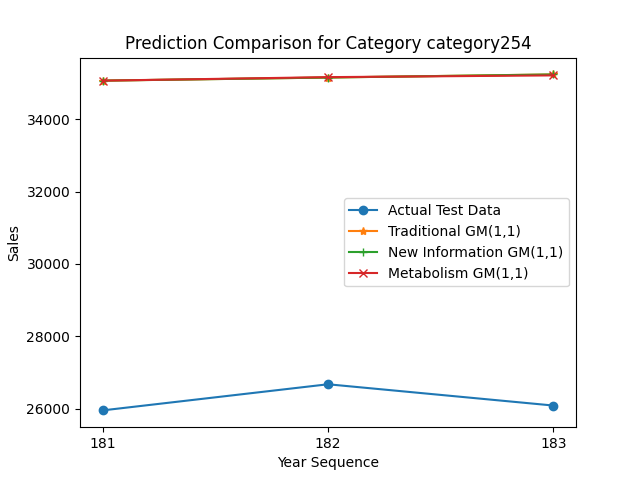 Prediction Comparison for Category category254
Sales
34000
32000
30000
28000
26000
Actual Test Data
Traditional GM(1,1)
New Information GM(1,1)
Metabolism GM(1,1)
181
182
183
Year Sequence